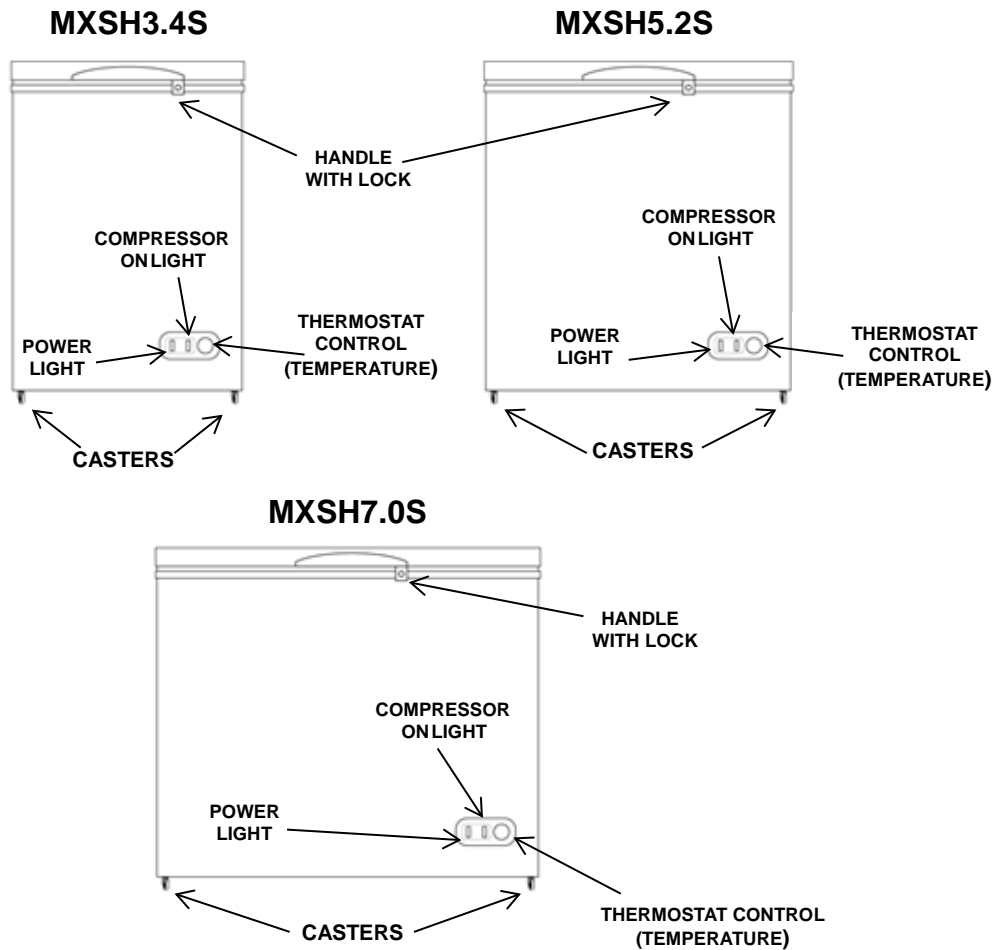 MXSH3.4S
MXSH5.2S
HANDLE
WITH LOCK
COMPRESSOR
ON LIGHT
POWER
LIGHT
THERMOSTAT
CONTROL
(TEMPERATURE)
CASTERS
COMPRESSOR
ON LIGHT
POWER
LIGHT
THERMOSTAT
CONTROL
(TEMPERATURE)
CASTERS
MXSH7.0S
HANDLE
WITH LOCK
COMPRESSOR
ON LIGHT
POWER
LIGHT
CASTERS
THERMOSTAT CONTROL
(TEMPERATURE)